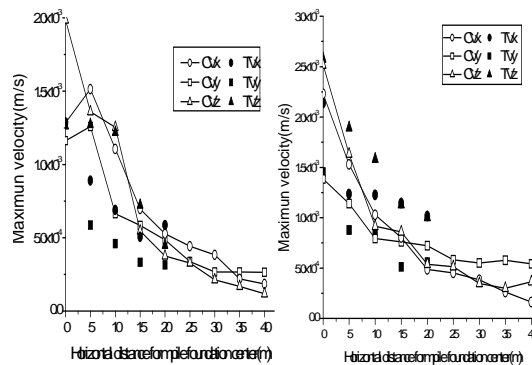 2.0x10⁻³
1.5x10⁻³
1.0x10⁻³
5.0x10⁻⁴
0.0
Maximun velocity(m/s)
CVx TVx
CVy TVy
CVz TVz
0 5 10 15 20 25 30 35 40
Horizontal distance form pile foundation center(m)
3.0x10⁻³
2.5x10⁻³
2.0x10⁻³
1.5x10⁻³
1.0x10⁻³
5.0x10⁻⁴
0.0
Maximun velocity(m/s)
CVx TVx
CVy TVy
CVz TVz
0 5 10 15 20 25 30 35 40
Horizontal distance form pile foundation center(m)